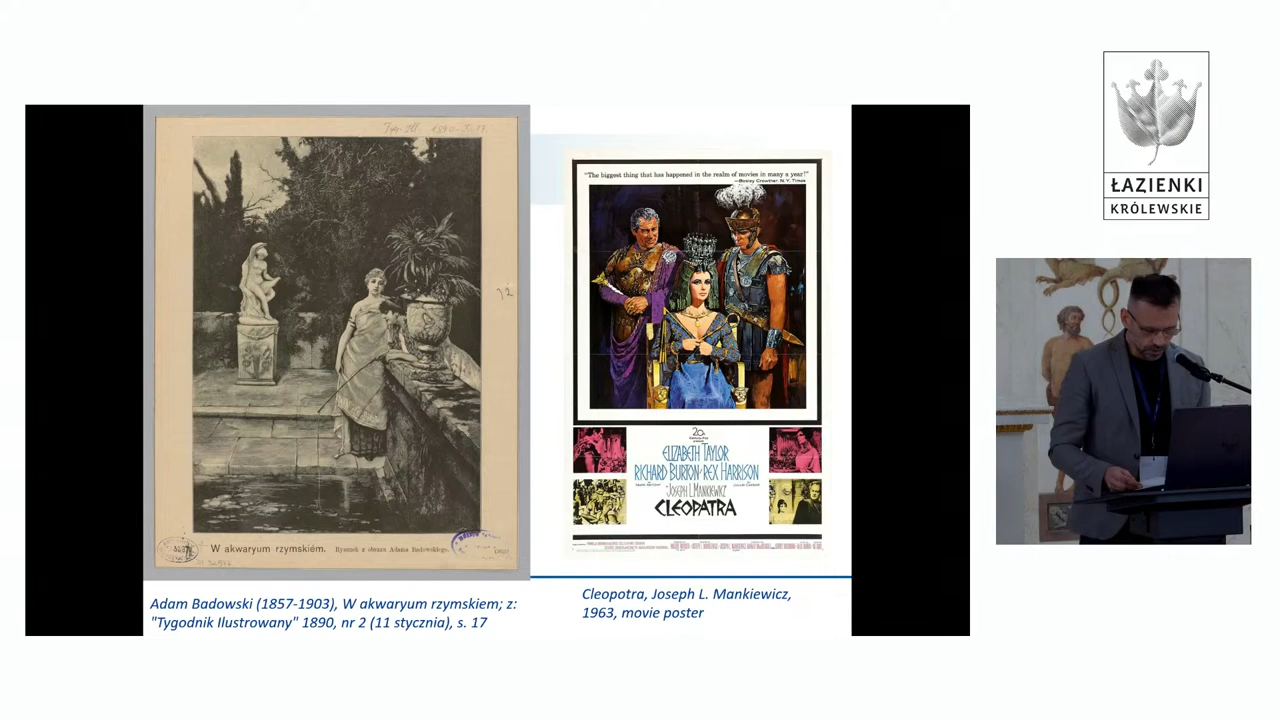 ŁAZIENKI
KRÓLEWSKIE
"The biggest thing that has happened in the realm of movies in many a year!"
—Bosley Crowther, N.Y. Times
ELIZABETH TAYLOR
RICHARD BURTON · REX HARRISON
JOSEPH L. MANKIEWICZ
CLEOPATRA
W akwaryum rzymskiém. Rysunek z obrazu Adama Badowskiego.
Adam Badowski (1857-1903), W akwaryum rzymskiem; z:
"Tygodnik Ilustrowany" 1890, nr 2 (11 stycznia), s. 17
Cleopotra, Joseph L. Mankiewicz,
1963, movie poster